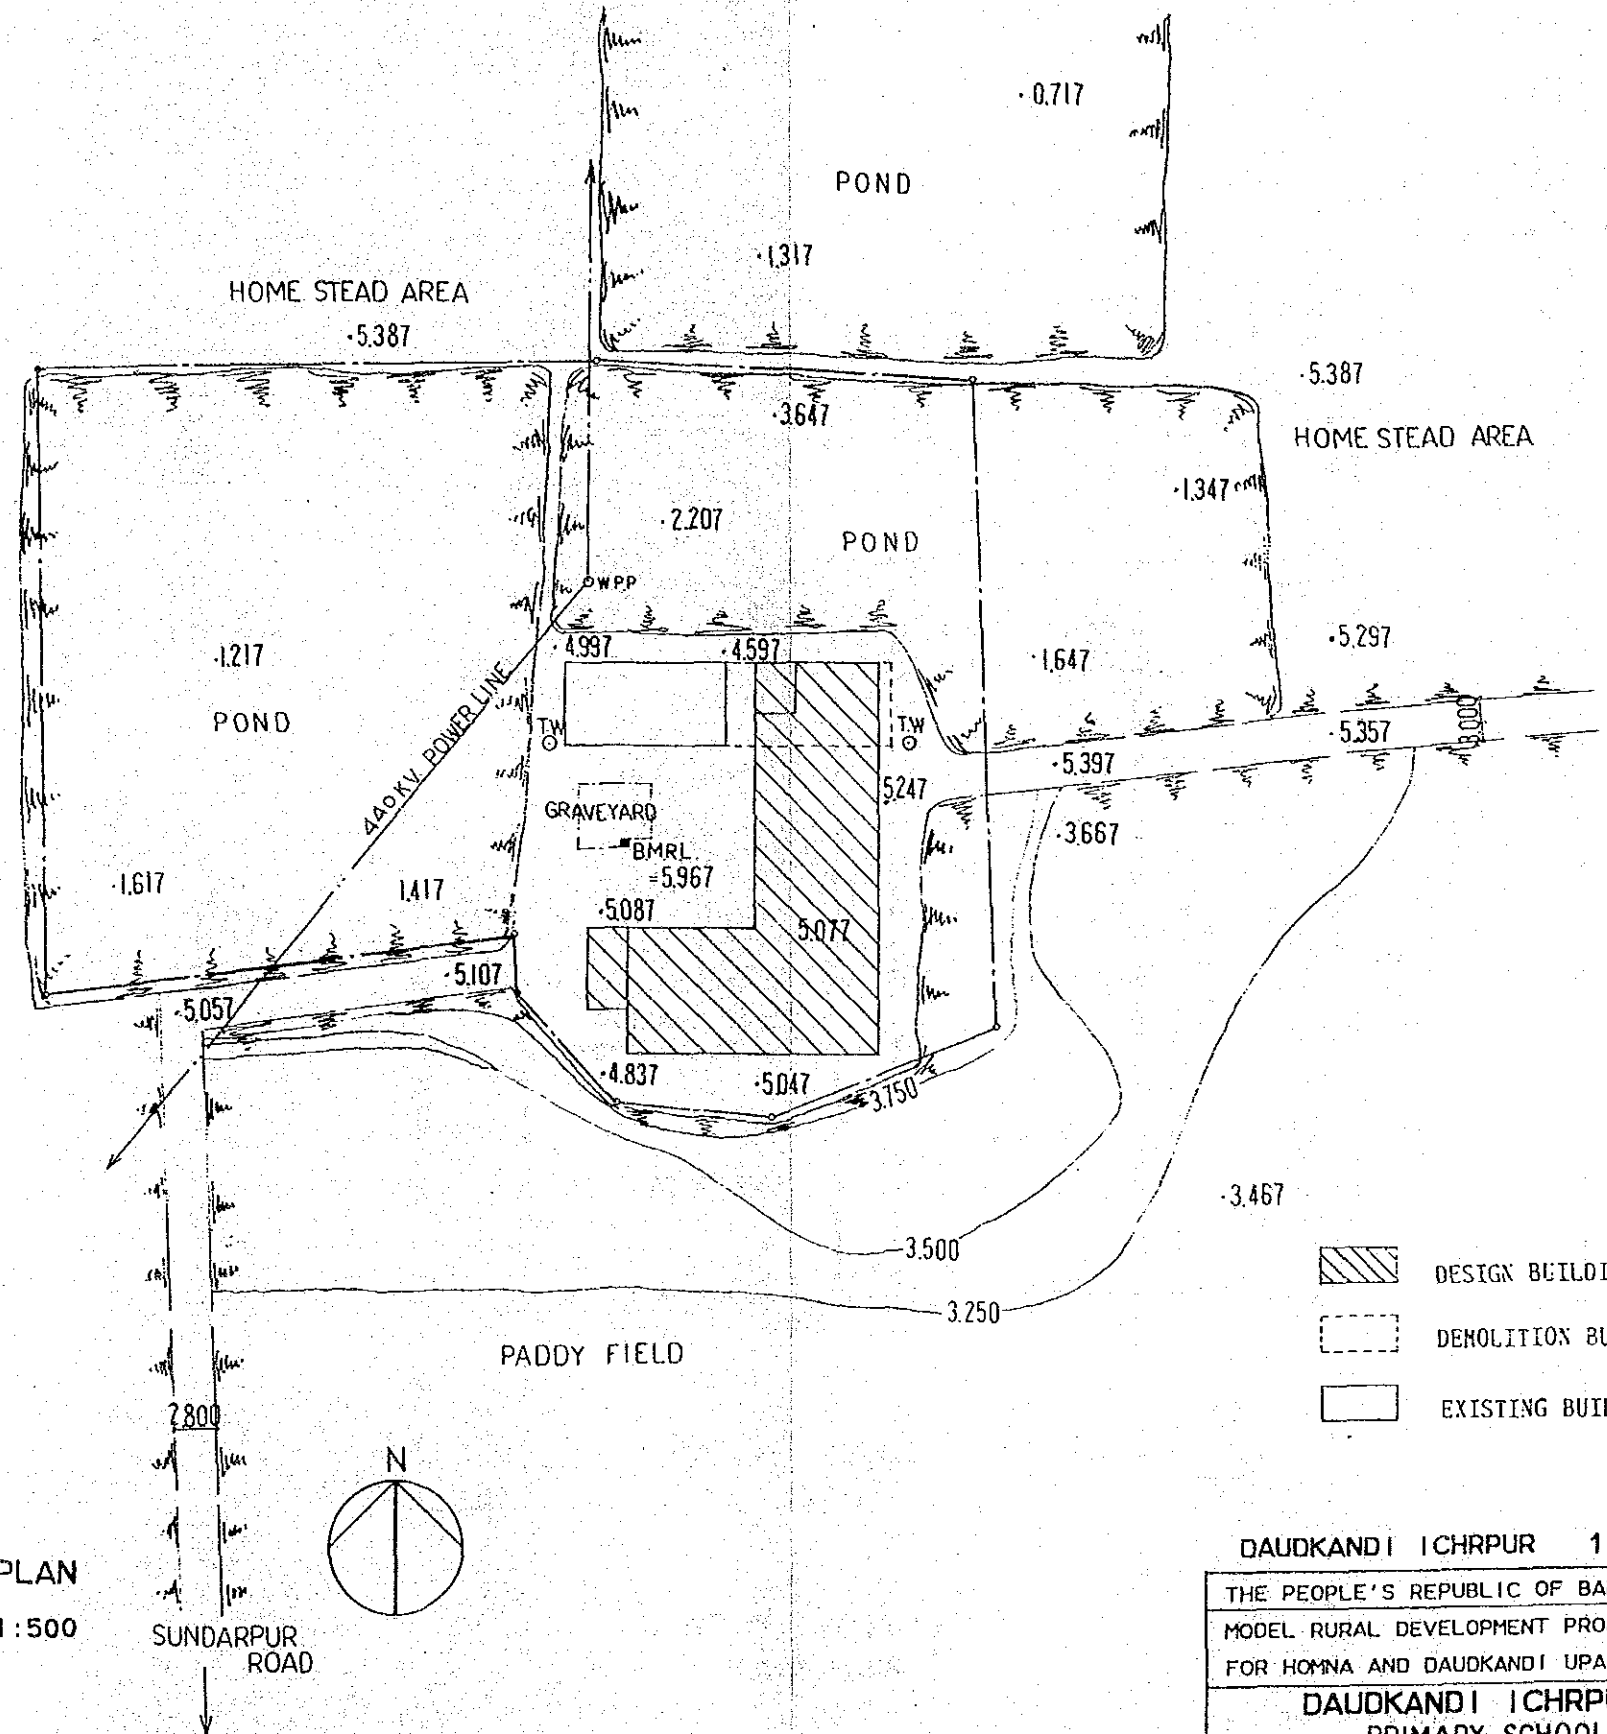 ·0.717
POND
·1.317
HOME STEAD AREA
·5.387
·5.387
·3.647
HOME STEAD AREA
·1.347
·2.207
POND
WPP
·4.997
·4.597
·1.217
·1.647
·5.297
POND
440KV. POWER LINE
T.W
T.W
·5.357
3.000
·5.397
5.247
GRAVEYARD
·3.667
BMRL
=5.967
·1.617
1.417
·5.087
5.077
·5.107
·5.057
·4.837
·5.047
3.750
·3.467
3.500
DESIGN BUILDI
3.250
DEMOLITION BU
PADDY FIELD
EXISTING BUI
2.800
N
DAUDKANDI ICHRPUR 1
PLAN
THE PEOPLE'S REPUBLIC OF BA
1:500
MODEL RURAL DEVELOPMENT PRO
SUNDARPUR
ROAD
FOR HOMNA AND DAUDKANDI UPA
DAUDKANDI ICHRP
PRIMARY SCHOOL